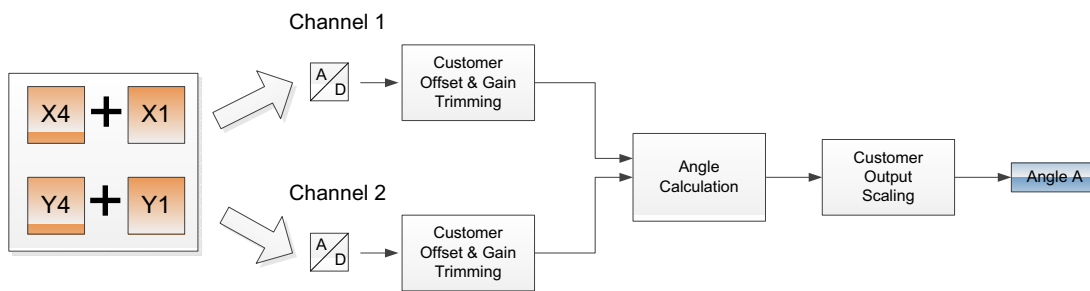 Channel 1
A
D
Customer
Offset & Gain
Trimming
X4 + X1
Y4 + Y1
Channel 2
A
D
Customer
Offset & Gain
Trimming
Angle
Calculation
Customer
Output
Scaling
Angle A